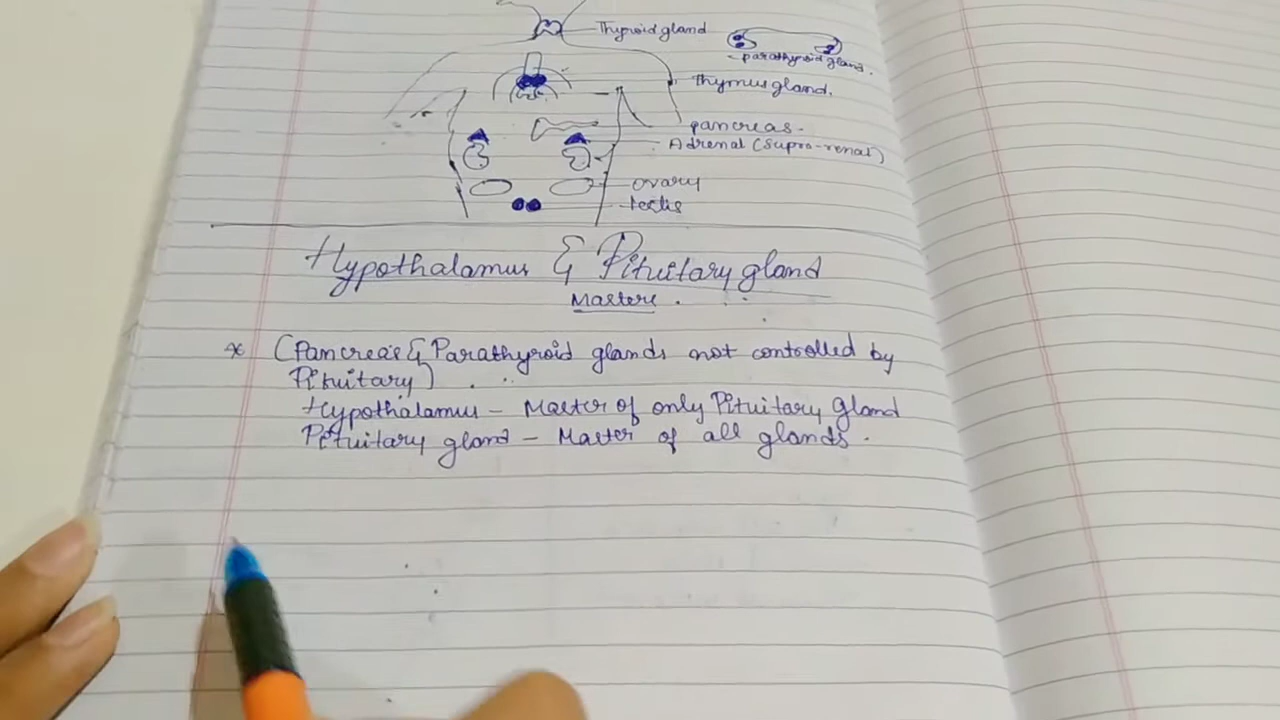 Thyroid gland
parathyroid gland.
Thymus gland.
pancreas.
Adrenal (Supra-renal)
ovary
testis
Hypothalamus & Pituitary gland
Masters.
* (Pancreas & Parathyroid glands not controlled by
Pituitary).
Hypothalamus - Master of only Pituitary Gland
Pituitary gland - Master of all glands.